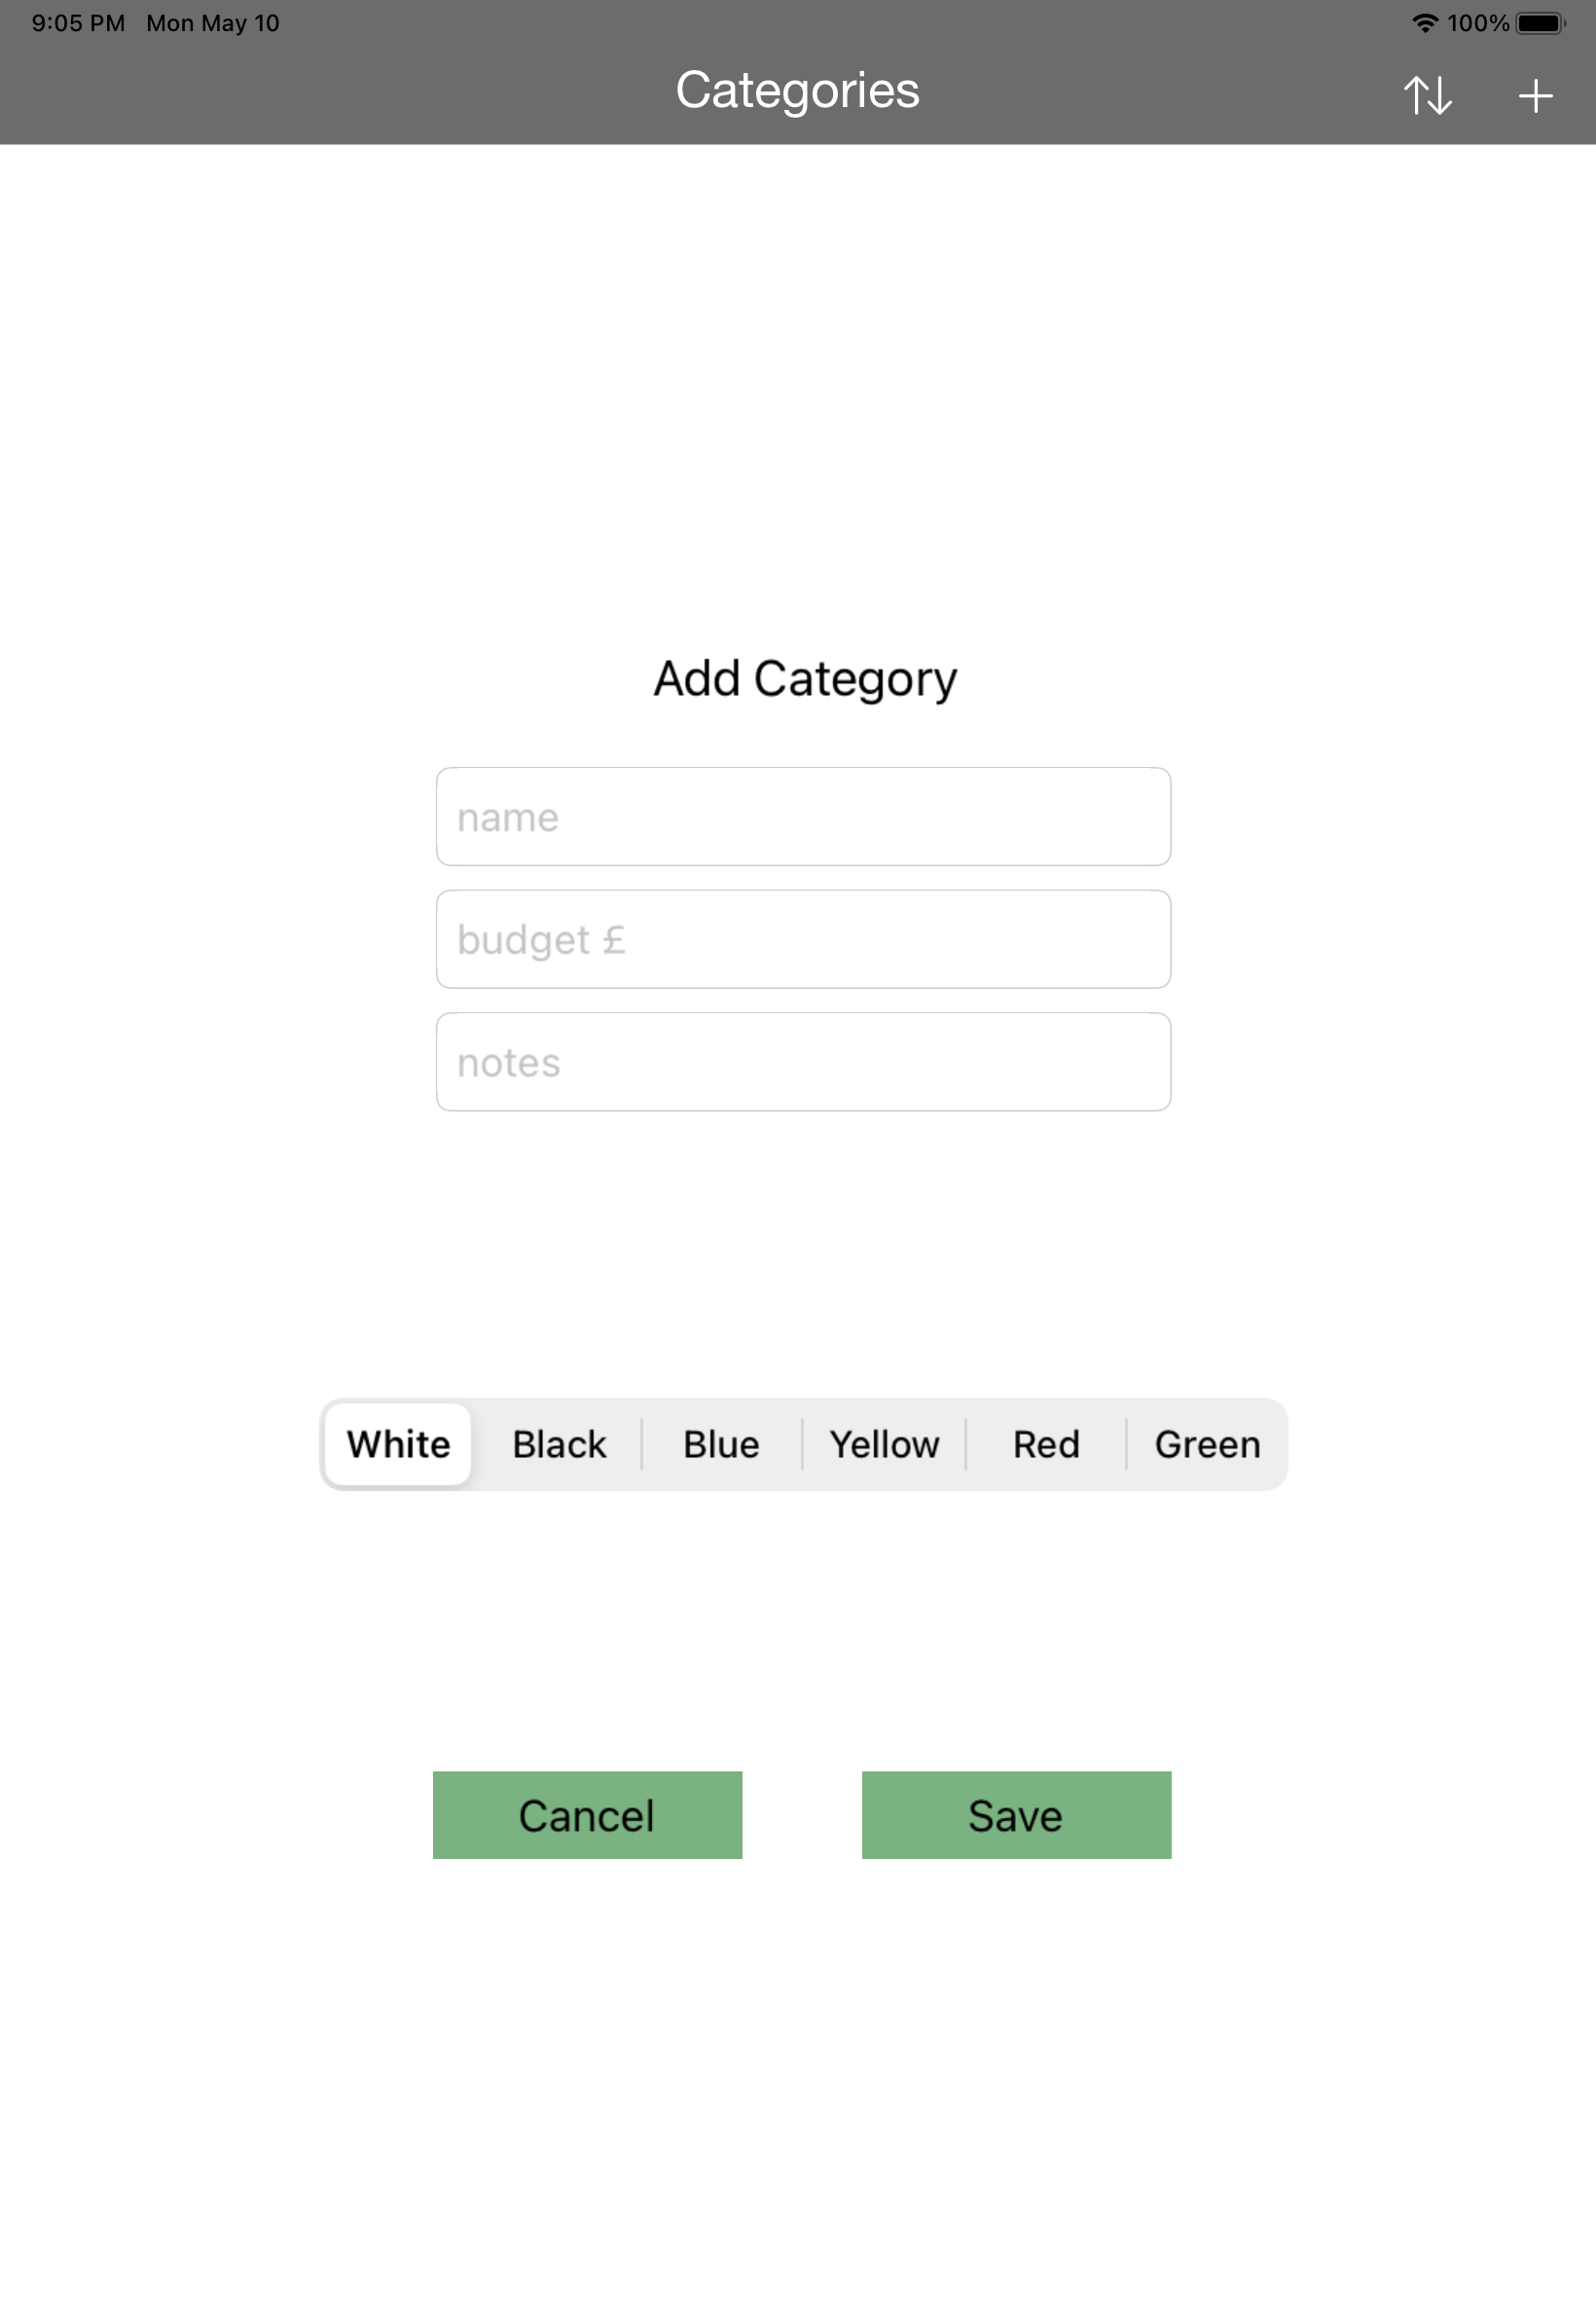 9:05 PM Mon May 10 100%
Categories
Add Category
name
budget £
notes
White Black Blue Yellow Red Green
Cancel Save